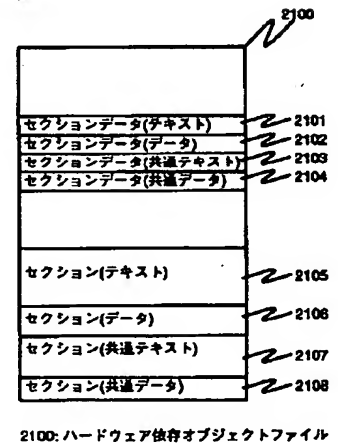 2100
セクションデータ(テキスト) 2101
セクションデータ(データ) 2102
セクションデータ(共通テキスト) 2103
セクションデータ(共通データ) 2104
セクション(テキスト) 2105
セクション(データ) 2106
セクション(共通テキスト) 2107
セクション(共通データ) 2108
2100: ハードウェア依存オブジェクトファイル